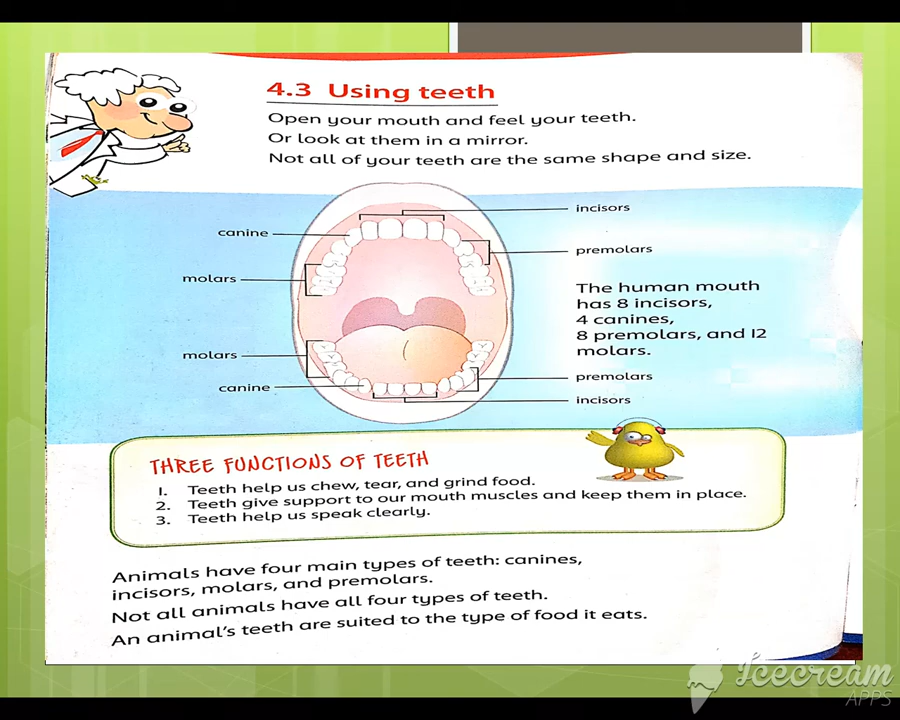 4.3 Using teeth
Open your mouth and feel your teeth.
Or look at them in a mirror.
Not all of your teeth are the same shape and size.
incisors
canine
premolars
molars
The human mouth
has 8 incisors,
4 canines,
8 premolars, and 12
molars.
molars
premolars
canine
incisors
THREE FUNCTIONS OF TEETH
1. Teeth help us chew, tear, and grind food.
2. Teeth give support to our mouth muscles and keep them in place.
3. Teeth help us speak clearly.
Animals have four main types of teeth: canines,
incisors, molars, and premolars.
Not all animals have all four types of teeth.
An animal's teeth are suited to the type of food it eats.
Icecream
APPS